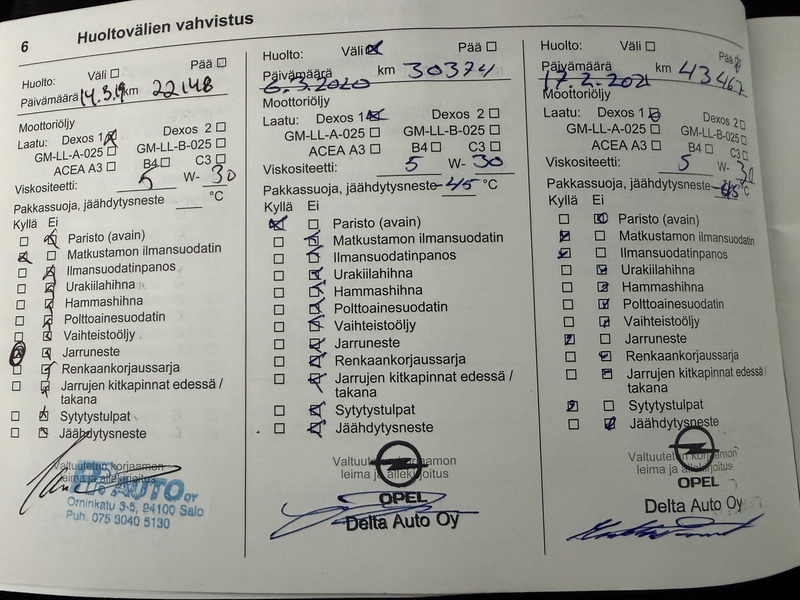 6 Huoltovälien vahvistus
Huolto: Väli Pää
Päivämäärä 14.3.19 km 22148
Moottoriöljy
Laatu: Dexos 1 Dexos 2
GM-LL-A-025 GM-LL-B-025
ACEA A3 B4 C3
Viskositeetti: 5 W- 30
Pakkassuoja, jäähdytysneste °C
Kyllä Ei
Paristo (avain)
Matkustamon ilmansuodatin
Ilmansuodatinpanos
Urakiilahihna
Hammashihna
Polttoainesuodatin
Vaihteistoöljy
Jarruneste
Renkaankorjaussarja
Jarrujen kitkapinnat edessä /
takana
Sytytystulpat
Jäähdytysneste
Valtuutetun korjaamon
leima ja allekirjoitus
AUTO OY
Orninkatu 3-5, 24100 Salo
Puh. 075 3040 5130
Huolto: Väli Pää
Päivämäärä km 30374
6.3.2020
Moottoriöljy
Laatu: Dexos 1 Dexos 2
GM-LL-A-025 GM-LL-B-025
ACEA A3 B4 C3
Viskositeetti: 5 W- 30
Pakkassuoja, jäähdytysneste -45 °C
Kyllä Ei
Paristo (avain)
Matkustamon ilmansuodatin
Ilmansuodatinpanos
Urakiilahihna
Hammashihna
Polttoainesuodatin
Vaihteistoöljy
Jarruneste
Renkaankorjaussarja
Jarrujen kitkapinnat edessä /
takana
Sytytystulpat
Jäähdytysneste
Valtuutetun korjaamon
leima ja allekirjoitus
OPEL
Delta Auto Oy
Huolto: Väli Pää
Päivämäärä km 43467
17.2.2021
Moottoriöljy
Laatu: Dexos 1 Dexos 2
GM-LL-A-025 GM-LL-B-025
ACEA A3 B4 C3
Viskositeetti: 5 W- 30
Pakkassuoja, jäähdytysneste °C
Kyllä Ei
Paristo (avain)
Matkustamon ilmansuodatin
Ilmansuodatinpanos
Urakiilahihna
Hammashihna
Polttoainesuodatin
Vaihteistoöljy
Jarruneste
Renkaankorjaussarja
Jarrujen kitkapinnat edessä /
takana
Sytytystulpat
Jäähdytysneste
Valtuutetun korjaamon
leima ja allekirjoitus
OPEL
Delta Auto Oy